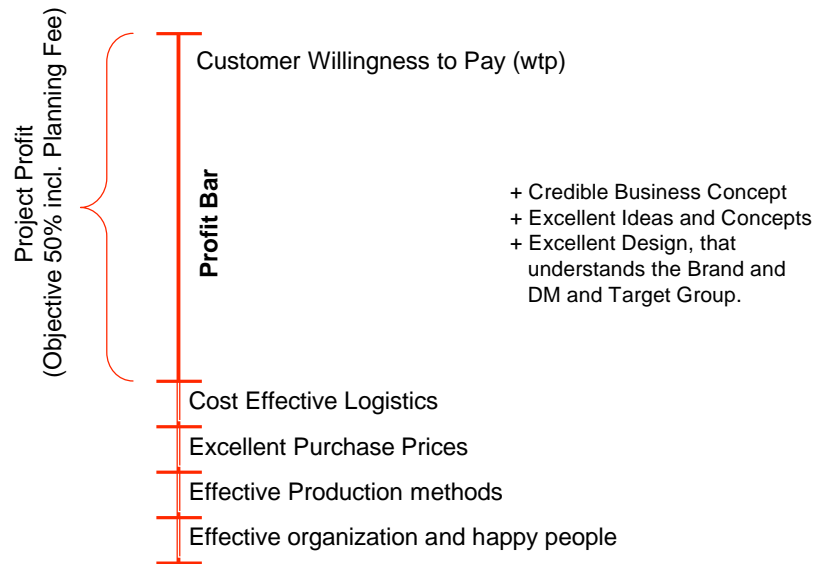 Customer Willingness to Pay (wtp)
Project Profit
(Objective 50% incl. Planning Fee)
Profit Bar
+ Credible Business Concept
+ Excellent Ideas and Concepts
+ Excellent Design, that
understands the Brand and
DM and Target Group.
Cost Effective Logistics
Excellent Purchase Prices
Effective Production methods
Effective organization and happy people